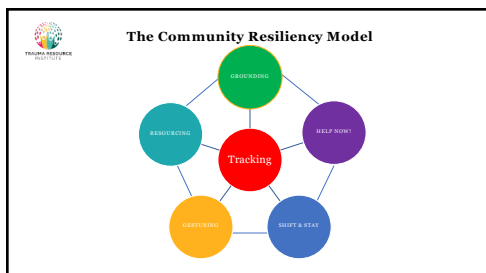 The Community Resiliency Model
TRAUMA RESOURCE
INSTITUTE
GROUNDING
RESOURCING
HELP NOW!
Tracking
GESTURING
SHIFT & STAY